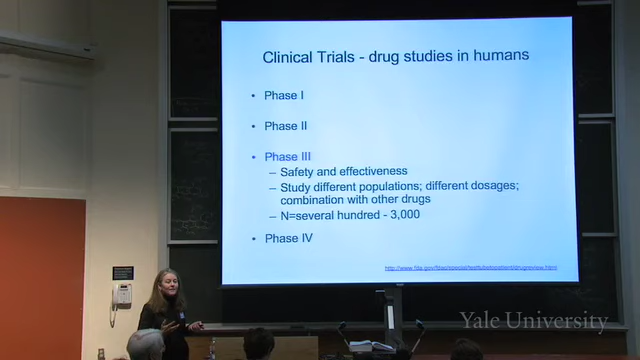 Clinical Trials - drug studies in humans
• Phase I
• Phase II
• Phase III
– Safety and effectiveness
– Study different populations; different dosages;
combination with other drugs
– N=several hundred - 3,000
• Phase IV
Yale University